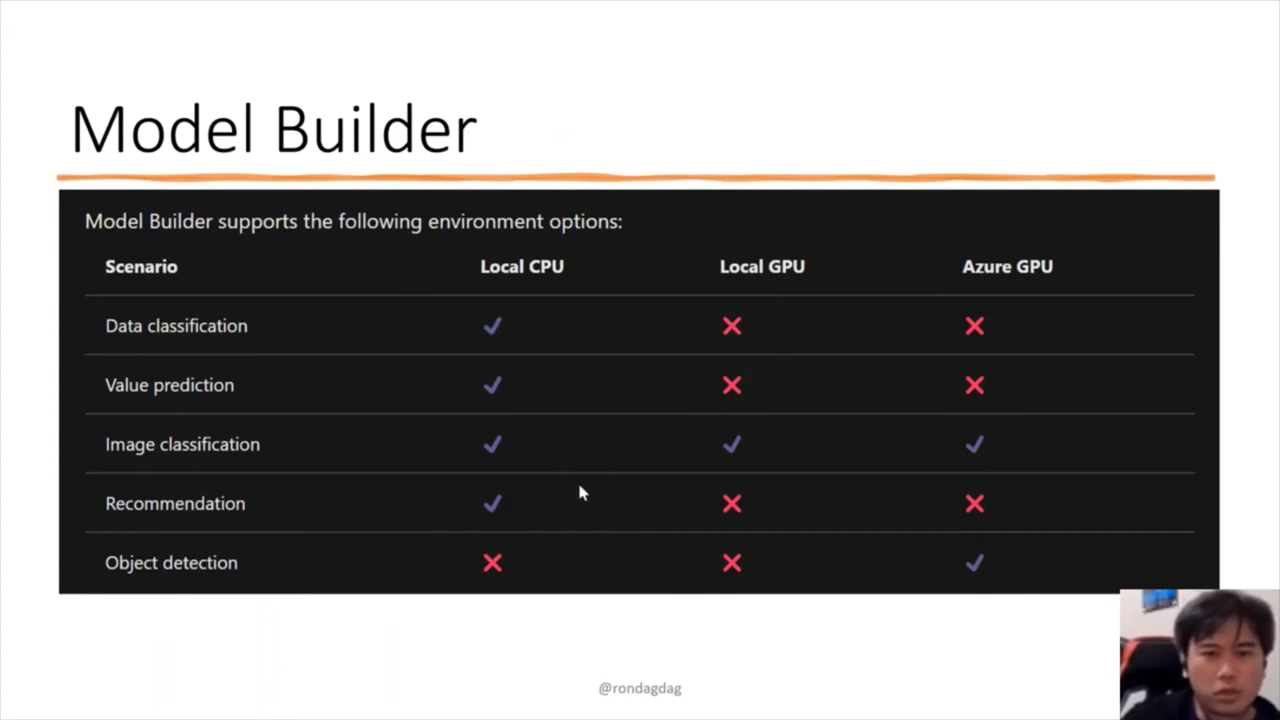 Model Builder
Model Builder supports the following environment options:
Scenario Local CPU Local GPU Azure GPU
Data classification ✓ ✗ ✗
Value prediction ✓ ✗ ✗
Image classification ✓ ✓ ✓
Recommendation ✓ ✗ ✗
Object detection ✗ ✗ ✓
@rondagdag